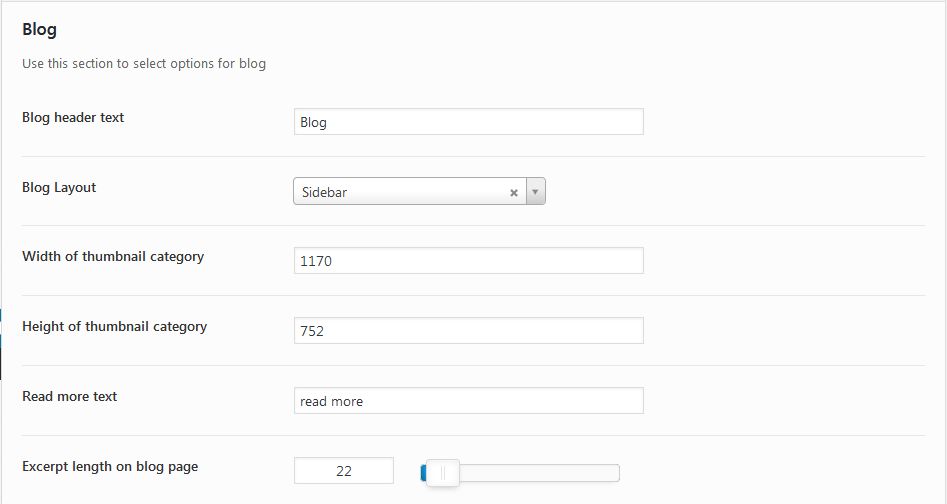 Blog
Use this section to select options for blog
Blog header text
Blog
Blog Layout
Sidebar
Width of thumbnail category
1170
Height of thumbnail category
752
Read more text
read more
Excerpt length on blog page
22